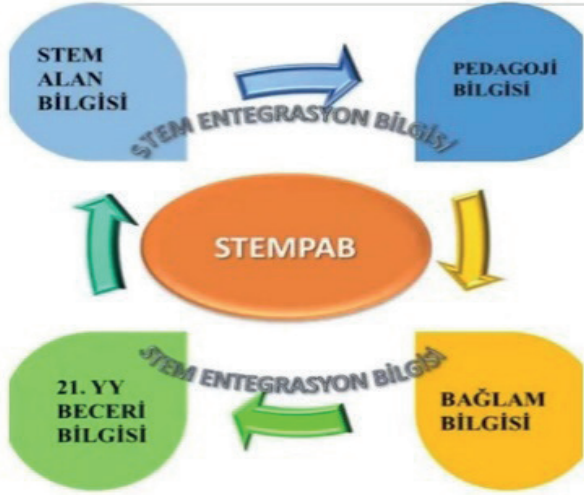 STEM
ALAN
BİLGİSİ
PEDAGOJİ
BİLGİSİ
STEM ENTEGRASYON BİLGİSİ
STEMPAB
STEM ENTEGRASYON BİLGİSİ
21. YY
BECERİ
BİLGİSİ
BAĞLAM
BİLGİSİ